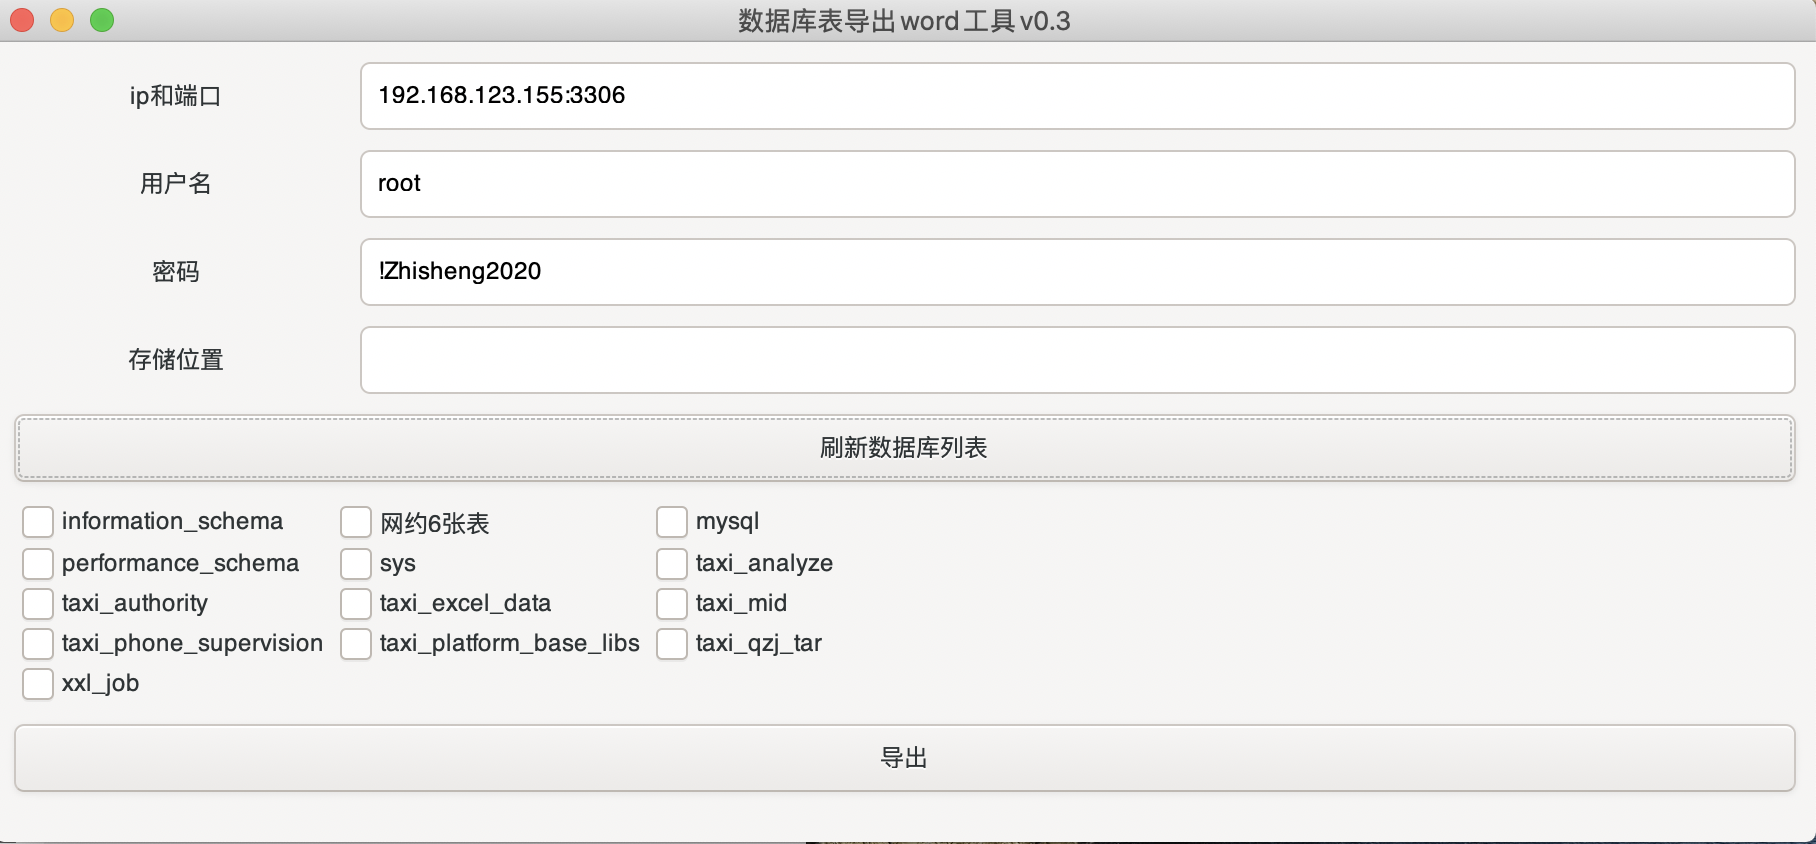 数据库表导出word工具v0.3
ip和端口 192.168.123.155:3306
用户名 root
密码 !Zhisheng2020
存储位置
刷新数据库列表
information_schema 网约6张表 mysql
performance_schema sys taxi_analyze
taxi_authority taxi_excel_data taxi_mid
taxi_phone_supervision taxi_platform_base_libs taxi_qzj_tar
xxl_job
导出